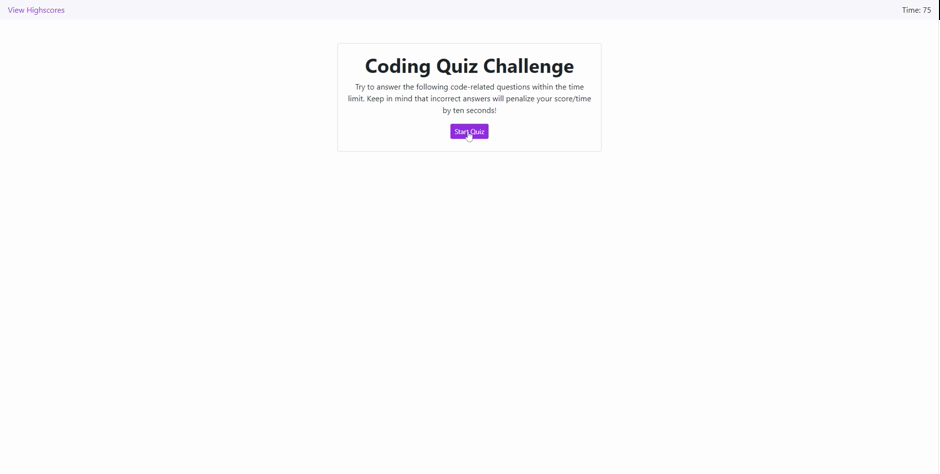 View Highscores
Time: 75
Coding Quiz Challenge
Try to answer the following code-related questions within the time
limit. Keep in mind that incorrect answers will penalize your score/time
by ten seconds!
Start Quiz